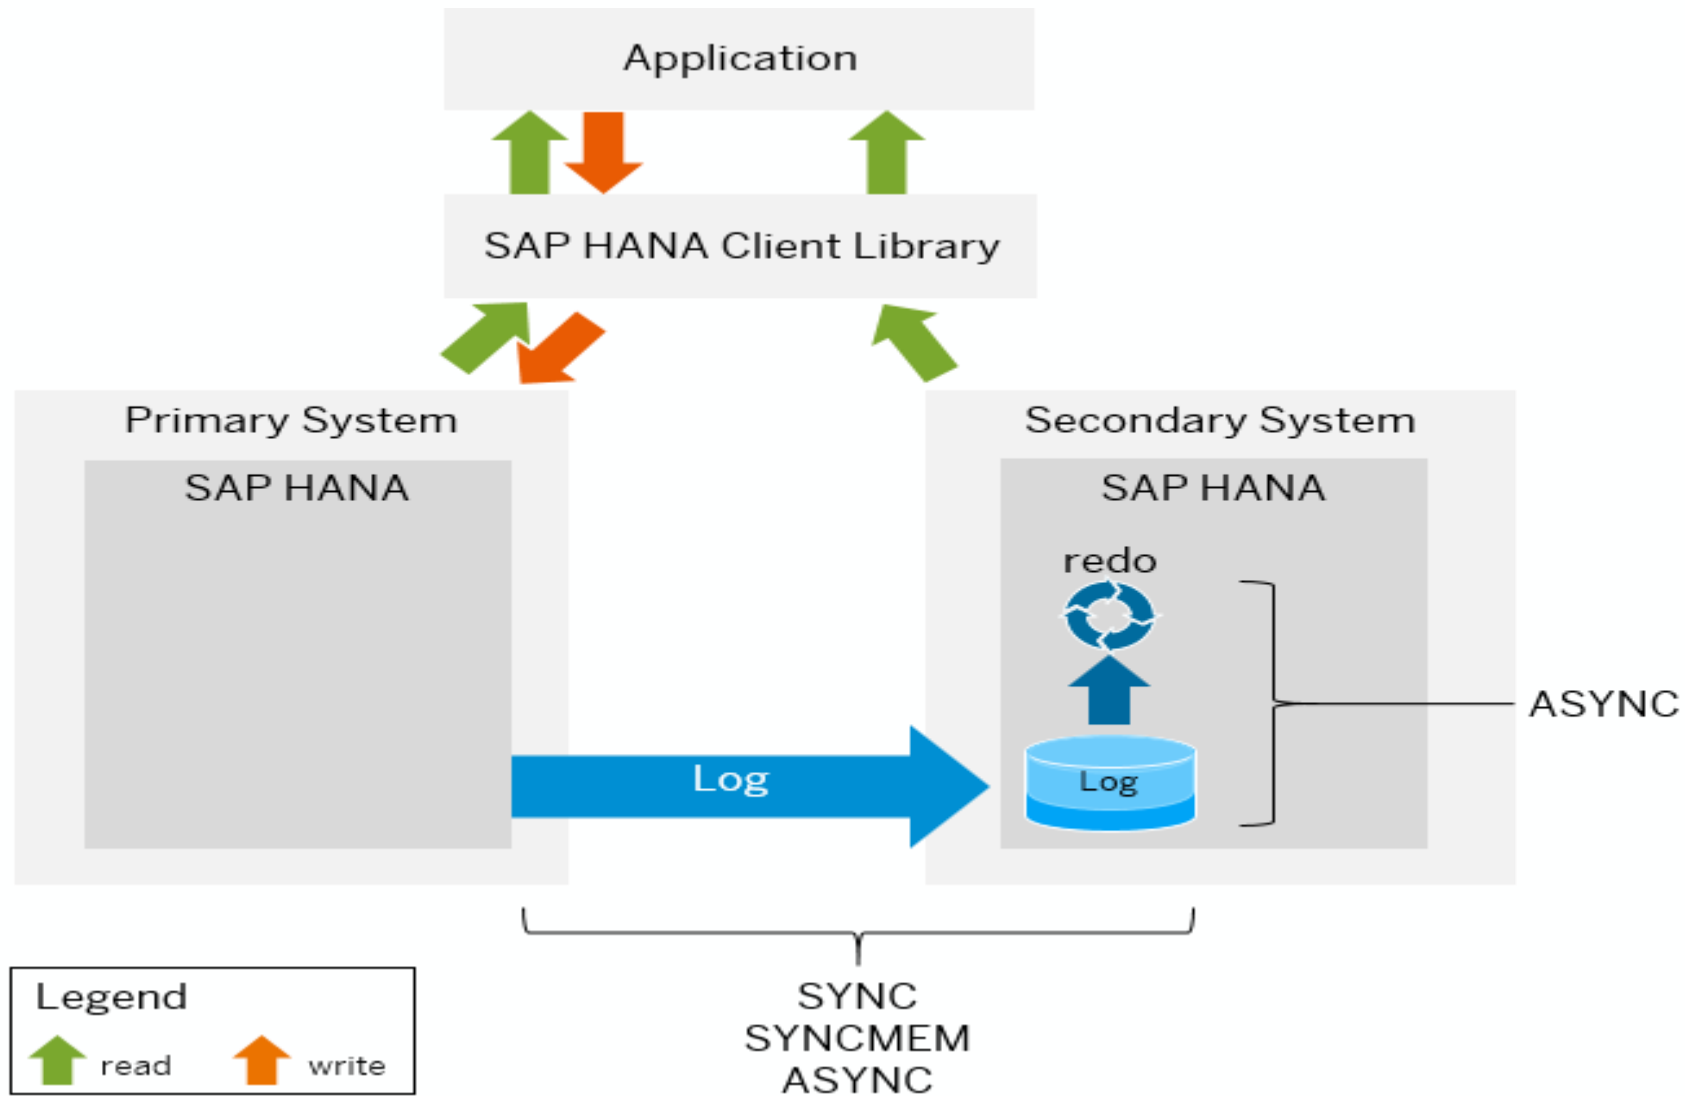 Application
SAP HANA Client Library
Primary System
SAP HANA
Log
Secondary System
SAP HANA
redo
Log
ASYNC
SYNC
SYNCMEM
ASYNC
Legend
read
write